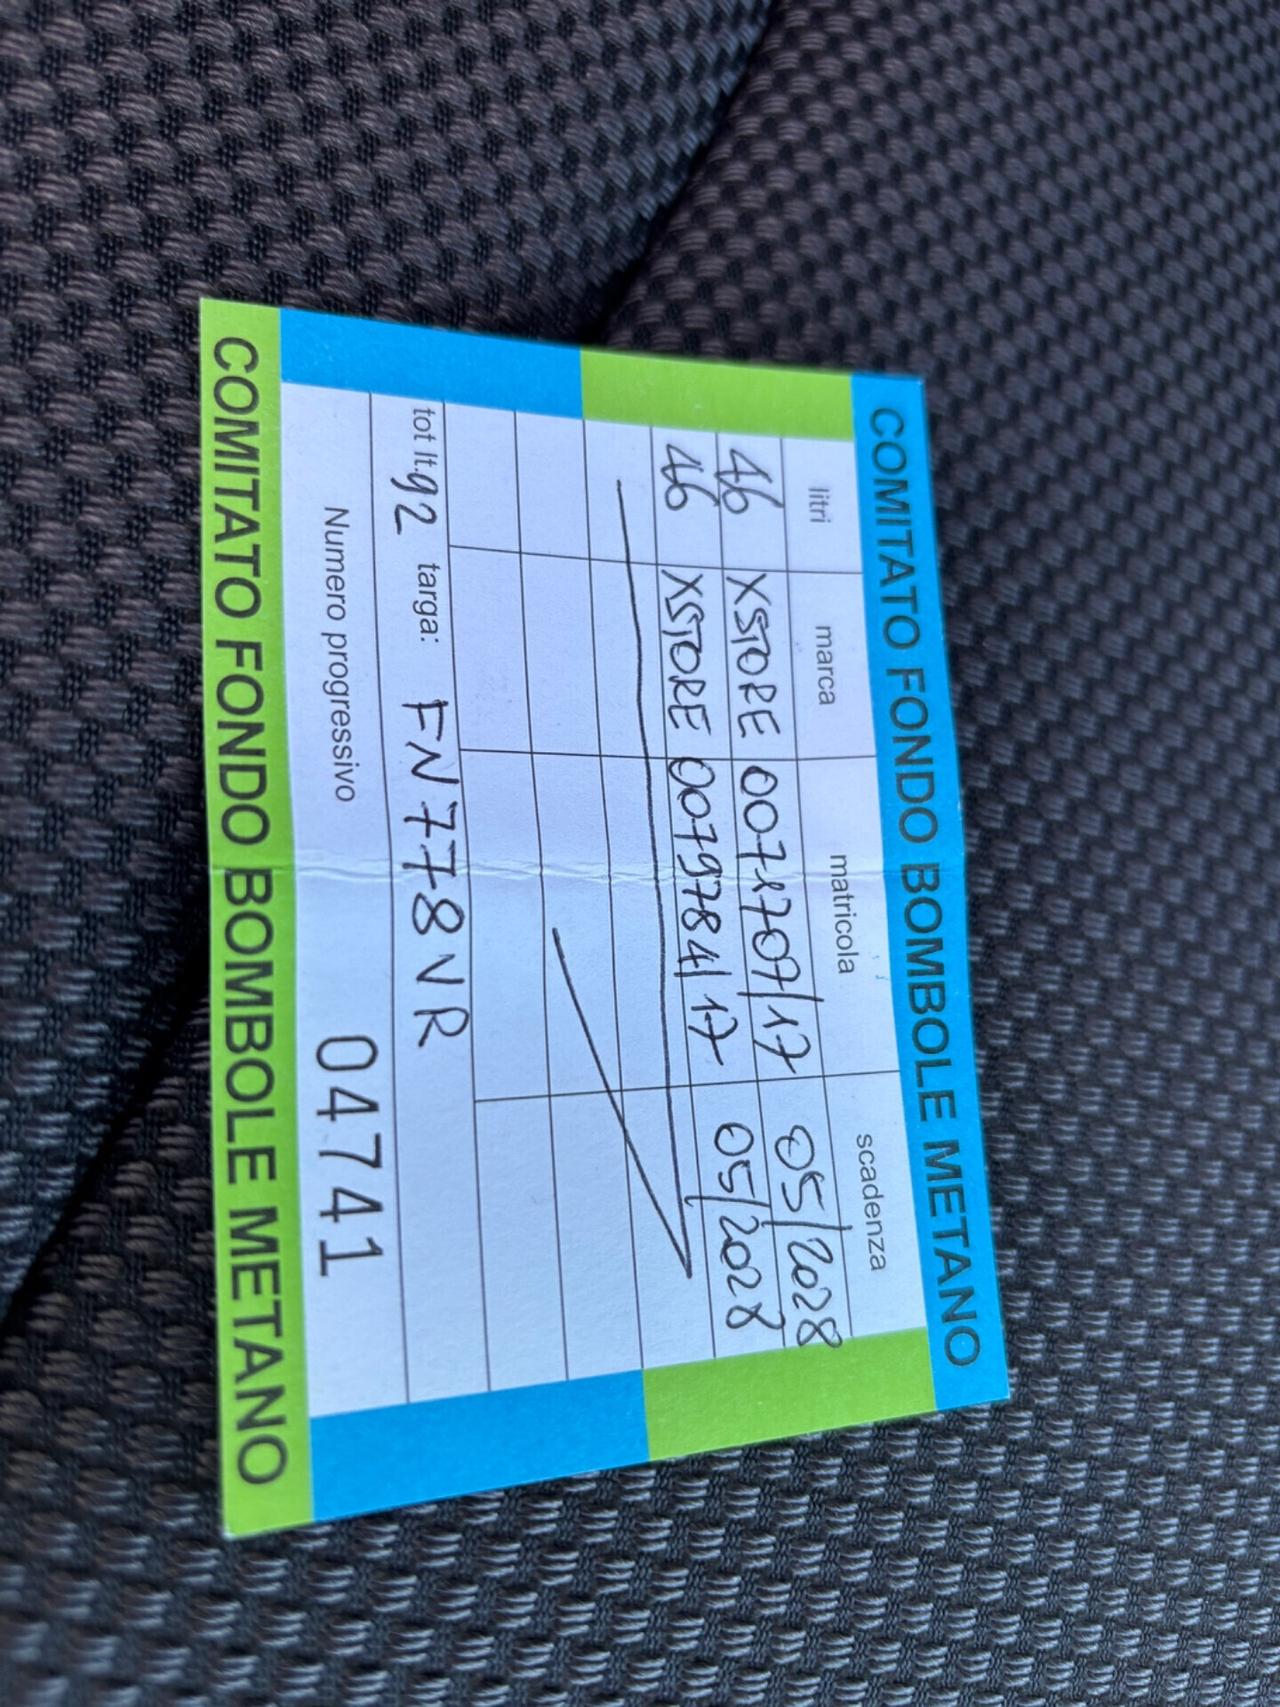 COMITATO FONDO BOMBOLE METANO
litri marca matricola scadenza
46 XSTORE 0071707/17 05/2028
46 XSTORE 0079784/17 05/2028
tot lt. 92 targa: FN778VR
Numero progressivo 04741
COMITATO FONDO BOMBOLE METANO